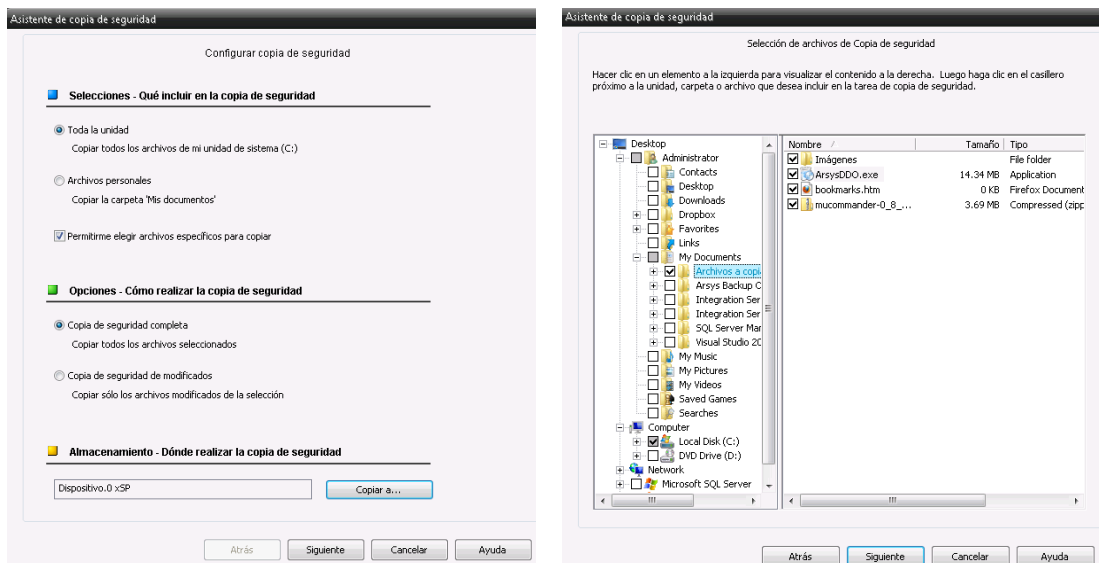 Asistente de copia de seguridad
Configurar copia de seguridad
Selecciones - Qué incluir en la copia de seguridad
Toda la unidad
Copiar todos los archivos de mi unidad de sistema (C:)
Archivos personales
Copiar la carpeta 'Mis documentos'
Permitirme elegir archivos específicos para copiar
Opciones - Cómo realizar la copia de seguridad
Copia de seguridad completa
Copiar todos los archivos seleccionados
Copia de seguridad de modificados
Copiar sólo los archivos modificados de la selección
Almacenamiento - Dónde realizar la copia de seguridad
Dispositivo.0 xSP
Copiar a...
Atrás Siguiente Cancelar Ayuda
Asistente de copia de seguridad
Selección de archivos de Copia de seguridad
Hacer clic en un elemento a la izquierda para visualizar el contenido a la derecha. Luego haga clic en el casillero
próximo a la unidad, carpeta o archivo que desea incluir en la tarea de copia de seguridad.
Desktop
Administrator
Contacts
Desktop
Downloads
Dropbox
Favorites
Links
My Documents
Archivos a copi
Arsys Backup C
Integration Ser
Integration Ser
SQL Server Mar
Visual Studio 20
My Music
My Pictures
My Videos
Saved Games
Searches
Computer
Local Disk (C:)
DVD Drive (D:)
Network
Microsoft SQL Server
Nombre Tamaño Tipo
Imágenes File folder
ArsysDDO.exe 14.34 MB Application
bookmarks.htm 0 KB Firefox Document
mucommander-0_8_... 3.69 MB Compressed (zipp
Atrás Siguiente Cancelar Ayuda